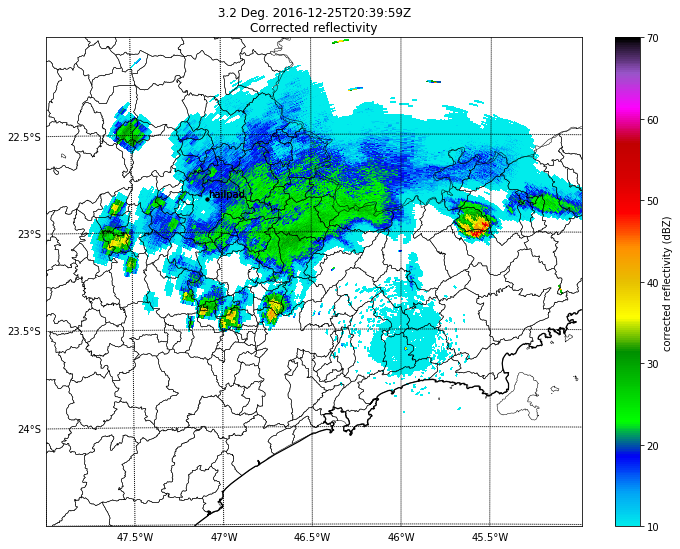 3.2 Deg. 2016-12-25T20:39:59Z
Corrected reflectivity
22.5°S
23°S
23.5°S
24°S
47.5°W
47°W
46.5°W
46°W
45.5°W
70
60
50
40
30
20
10
corrected reflectivity (dBZ)